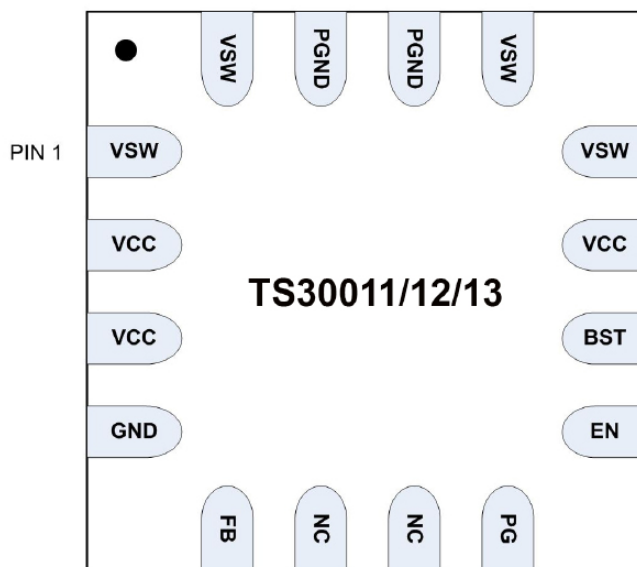 VSW PGND PGND VSW
PIN 1 VSW VSW
VCC VCC
TS30011/12/13
VCC BST
GND EN
FB NC NC PG